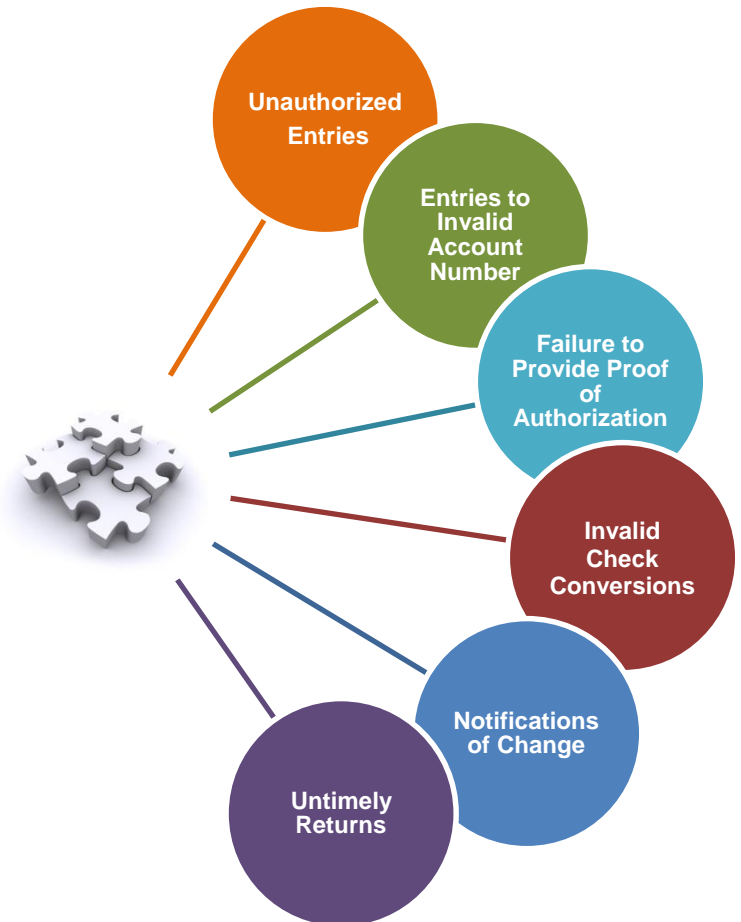 Unauthorized
Entries
Entries to
Invalid
Account
Number
Failure to
Provide Proof
of
Authorization
Invalid
Check
Conversions
Notifications
of Change
Untimely
Returns